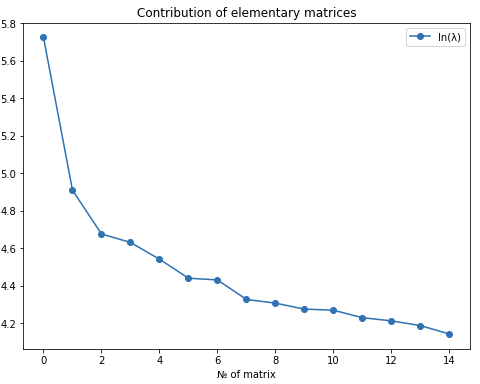 Contribution of elementary matrices
ln(λ)
5.8
5.6
5.4
5.2
5.0
4.8
4.6
4.4
4.2
0 2 4 6 8 10 12 14
№ of matrix